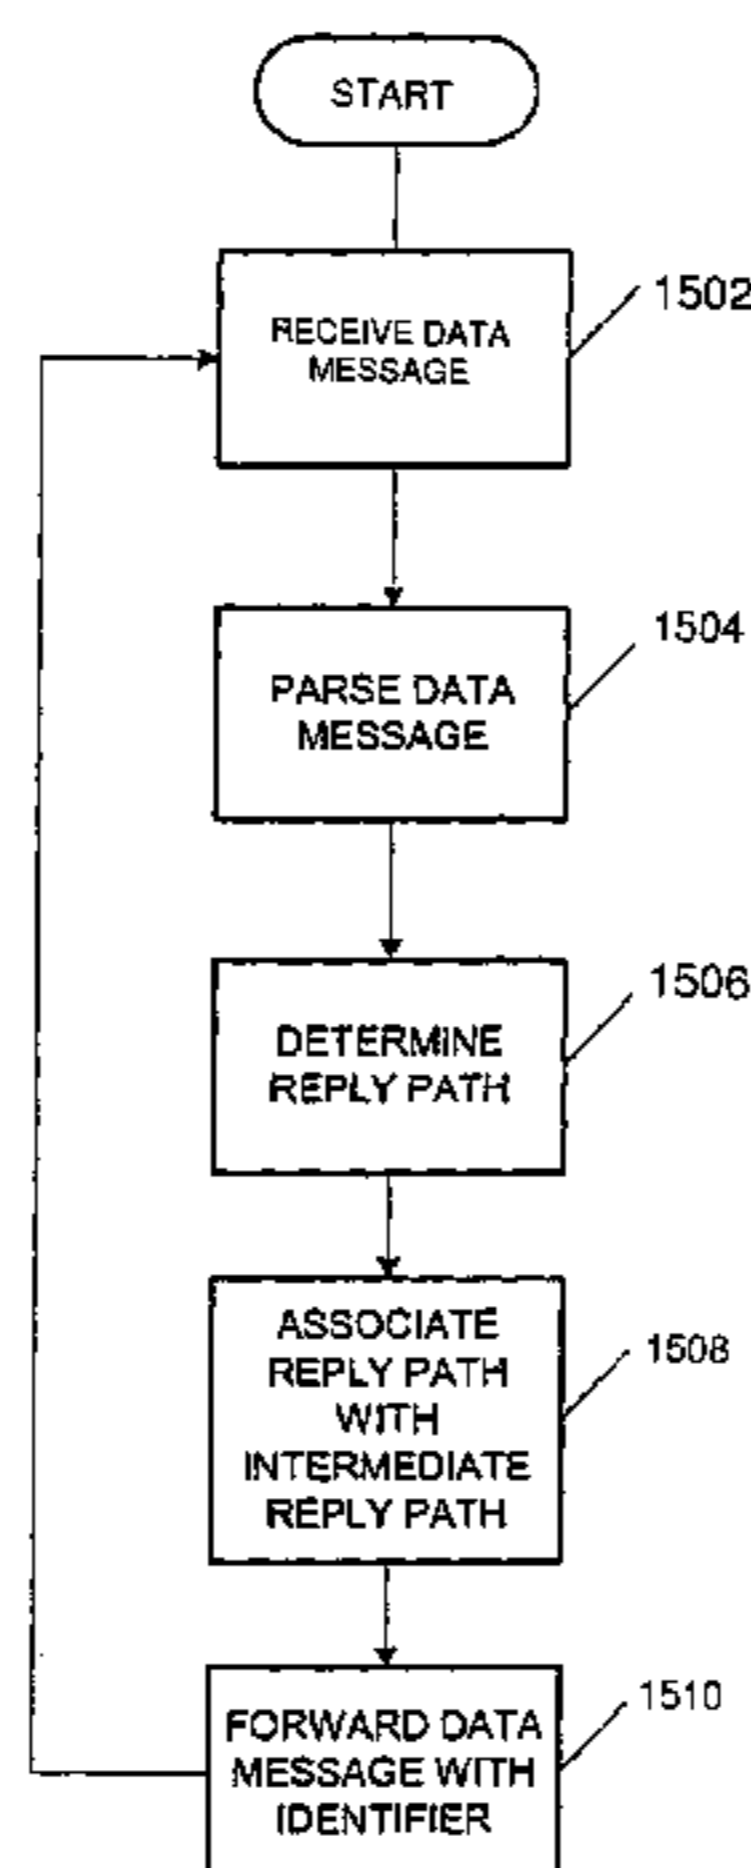 START
RECEIVE DATA
MESSAGE
1502
PARSE DATA
MESSAGE
1504
DETERMINE
REPLY PATH
1506
ASSOCIATE
REPLY PATH
WITH
INTERMEDIATE
REPLY PATH
1508
FORWARD DATA
MESSAGE WITH
IDENTIFIER
1510